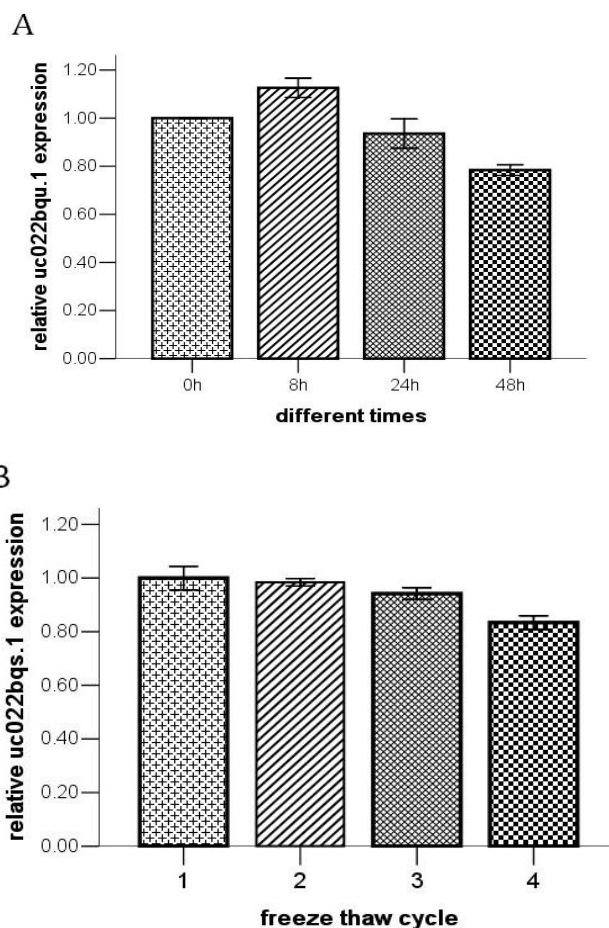 A
relative uc022bqu.1 expression
1.20
1.00
0.80
0.60
0.40
0.20
0.00
0h 8h 24h 48h
different times
B
relative uc022bqs.1 expression
1.20
1.00
0.80
0.60
0.40
0.20
0.00
1 2 3 4
freeze thaw cycle